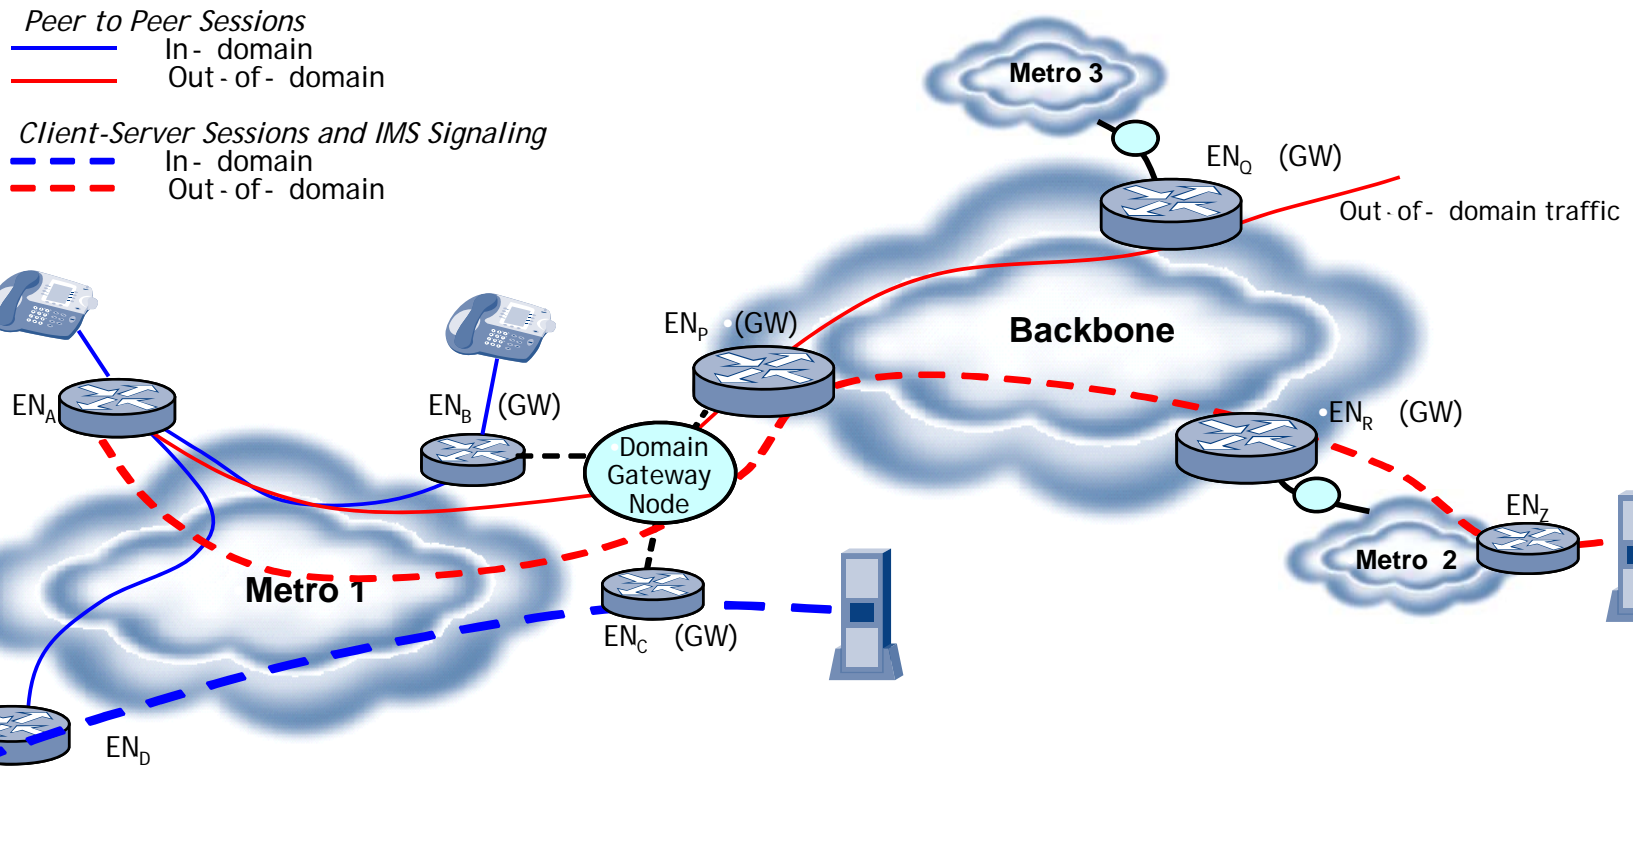 Peer to Peer Sessions
In- domain
Out-of- domain
Client-Server Sessions and IMS Signaling
In- domain
Out-of- domain
Metro 3
ENQ (GW)
Out-of- domain traffic
ENP •(GW)
Backbone
ENA
ENB (GW)
•ENR (GW)
Domain
Gateway
Node
ENZ
Metro 2
Metro 1
ENC (GW)
END